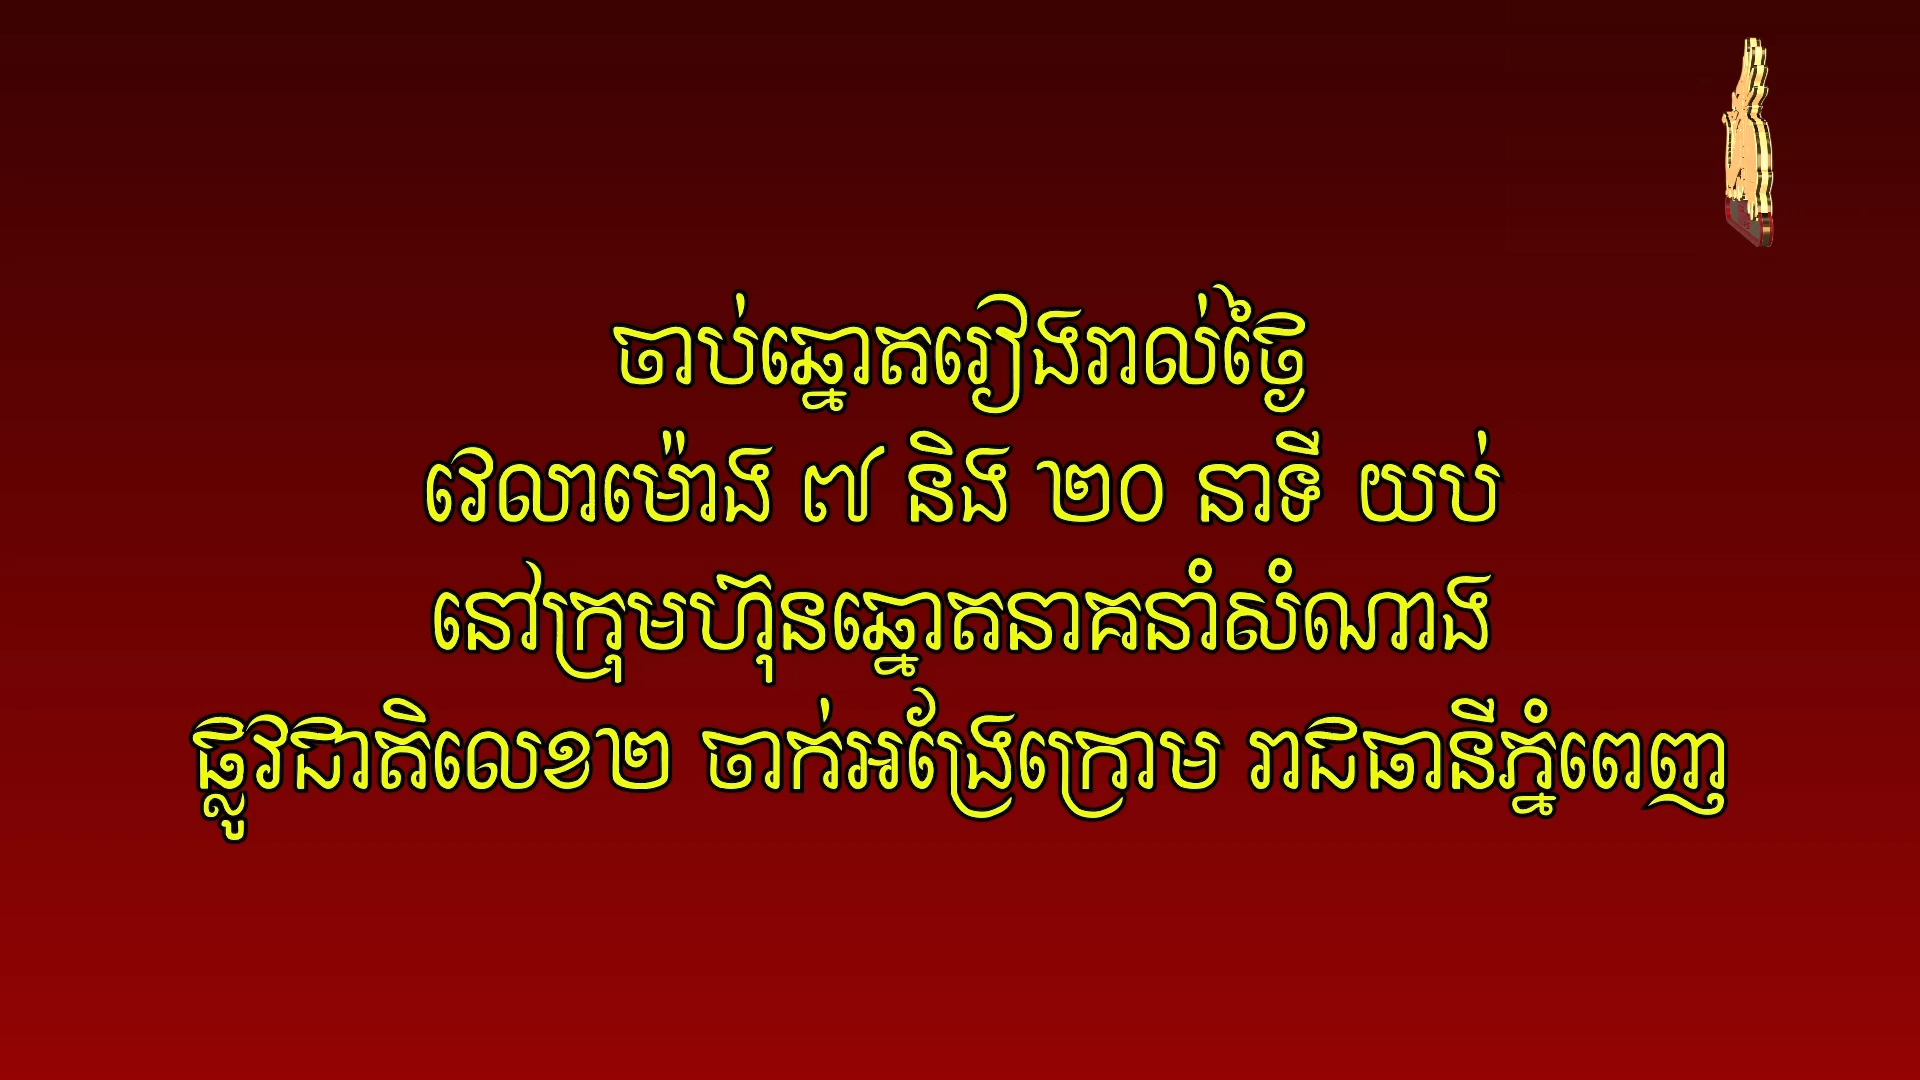 ចាប់ឆ្នោតរៀងរាល់ថ្ងៃ
វេលាម៉ោង ៧ និង ២០ នាទី យប់
នៅក្រុមហ៊ុនឆ្នោតនាគនាំសំណាង
ផ្លូវជាតិលេខ២ ចាក់អង្រែក្រោម រាជធានីភ្នំពេញ